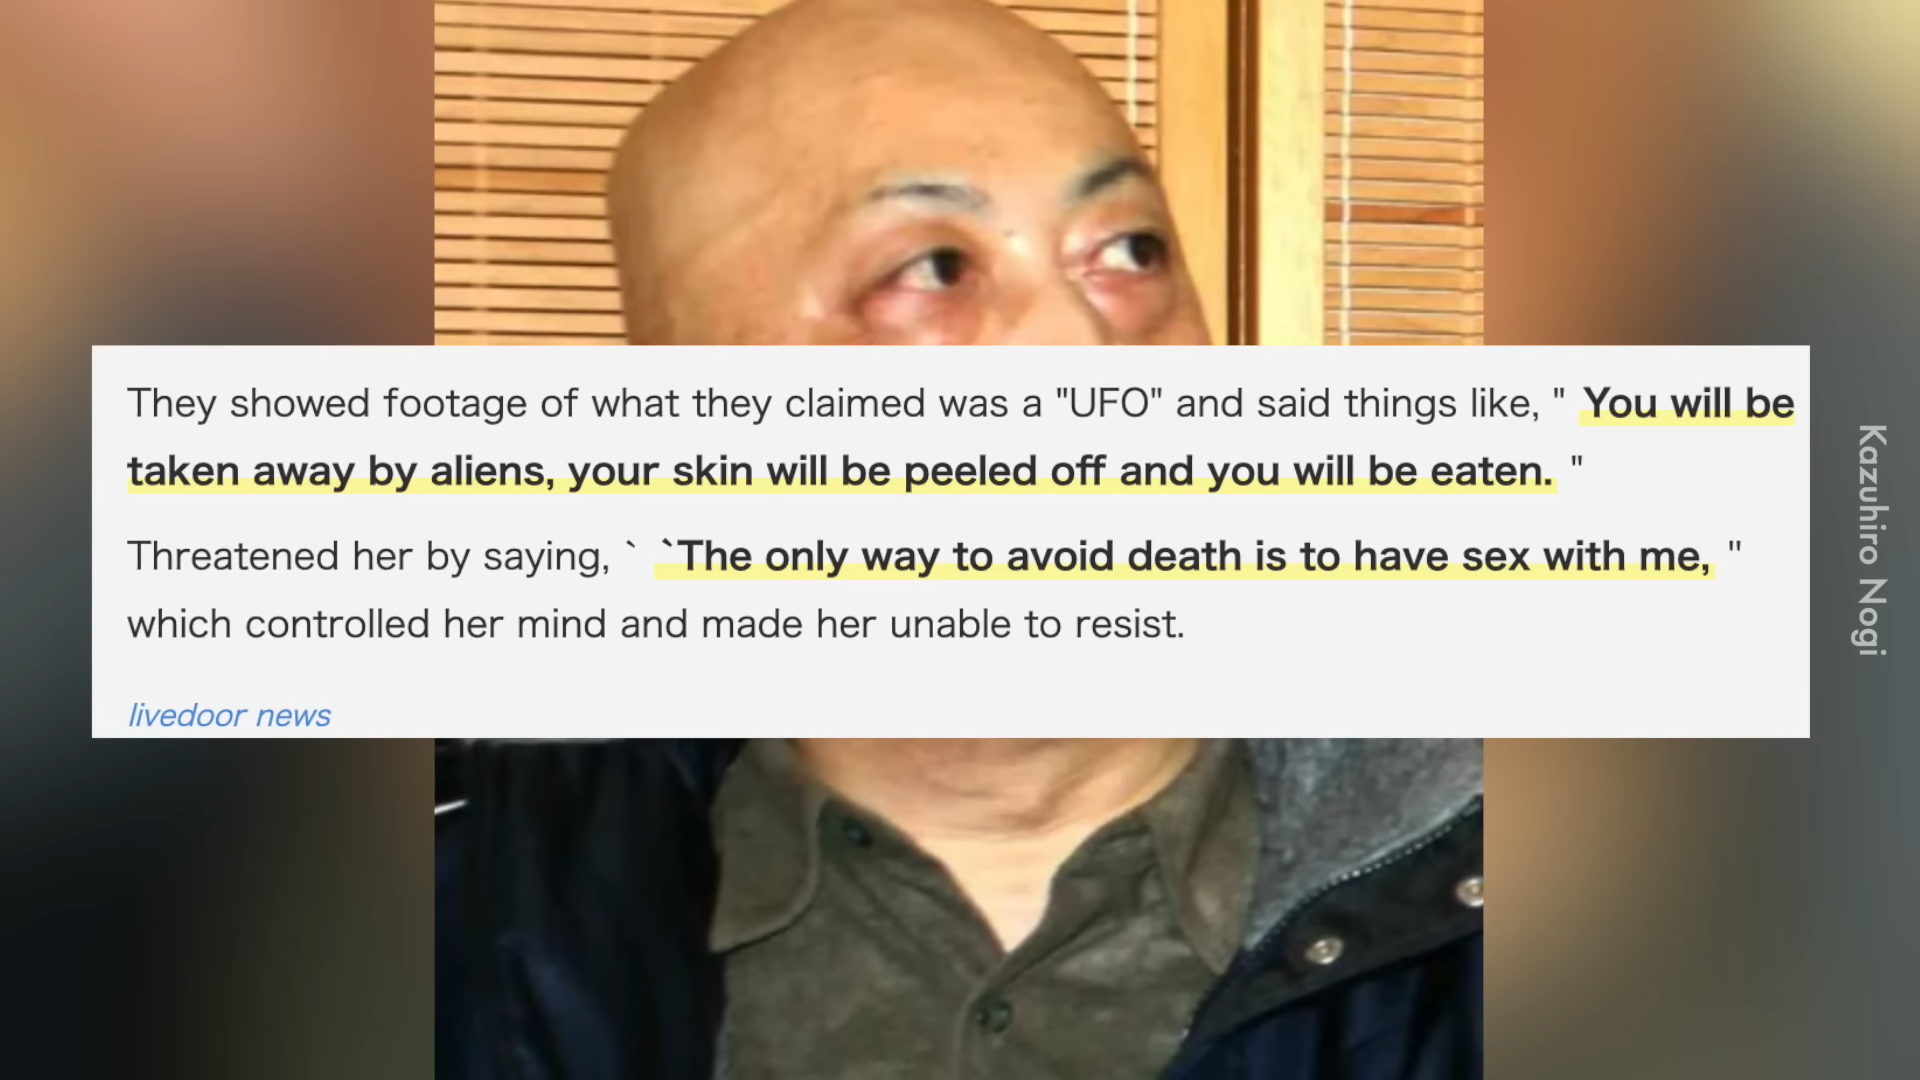 They showed footage of what they claimed was a "UFO" and said things like, " You will be
taken away by aliens, your skin will be peeled off and you will be eaten. "
Threatened her by saying, ` `The only way to avoid death is to have sex with me, "
which controlled her mind and made her unable to resist.
livedoor news
Kazuhiro Nogi